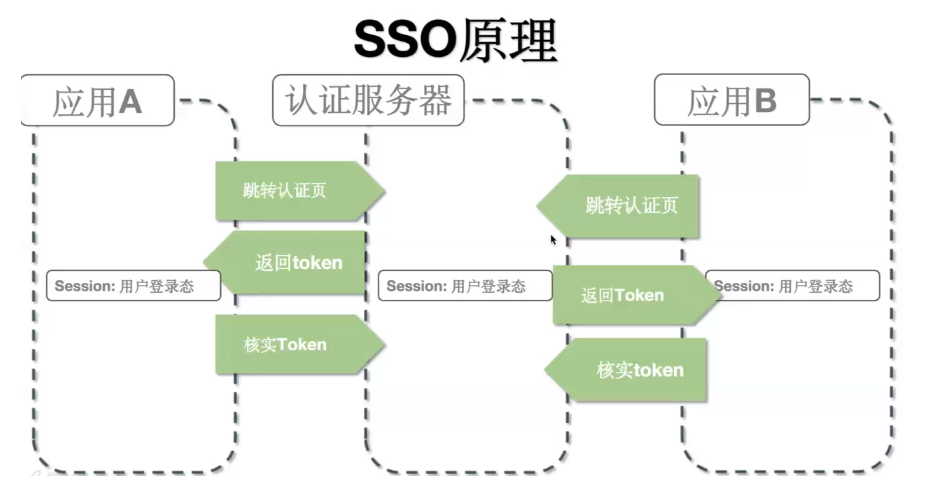 SSO原理
应用A
认证服务器
应用B
跳转认证页
跳转认证页
返回token
Session: 用户登录态
Session: 用户登录态
返回Token
Session: 用户登录态
核实Token
核实token